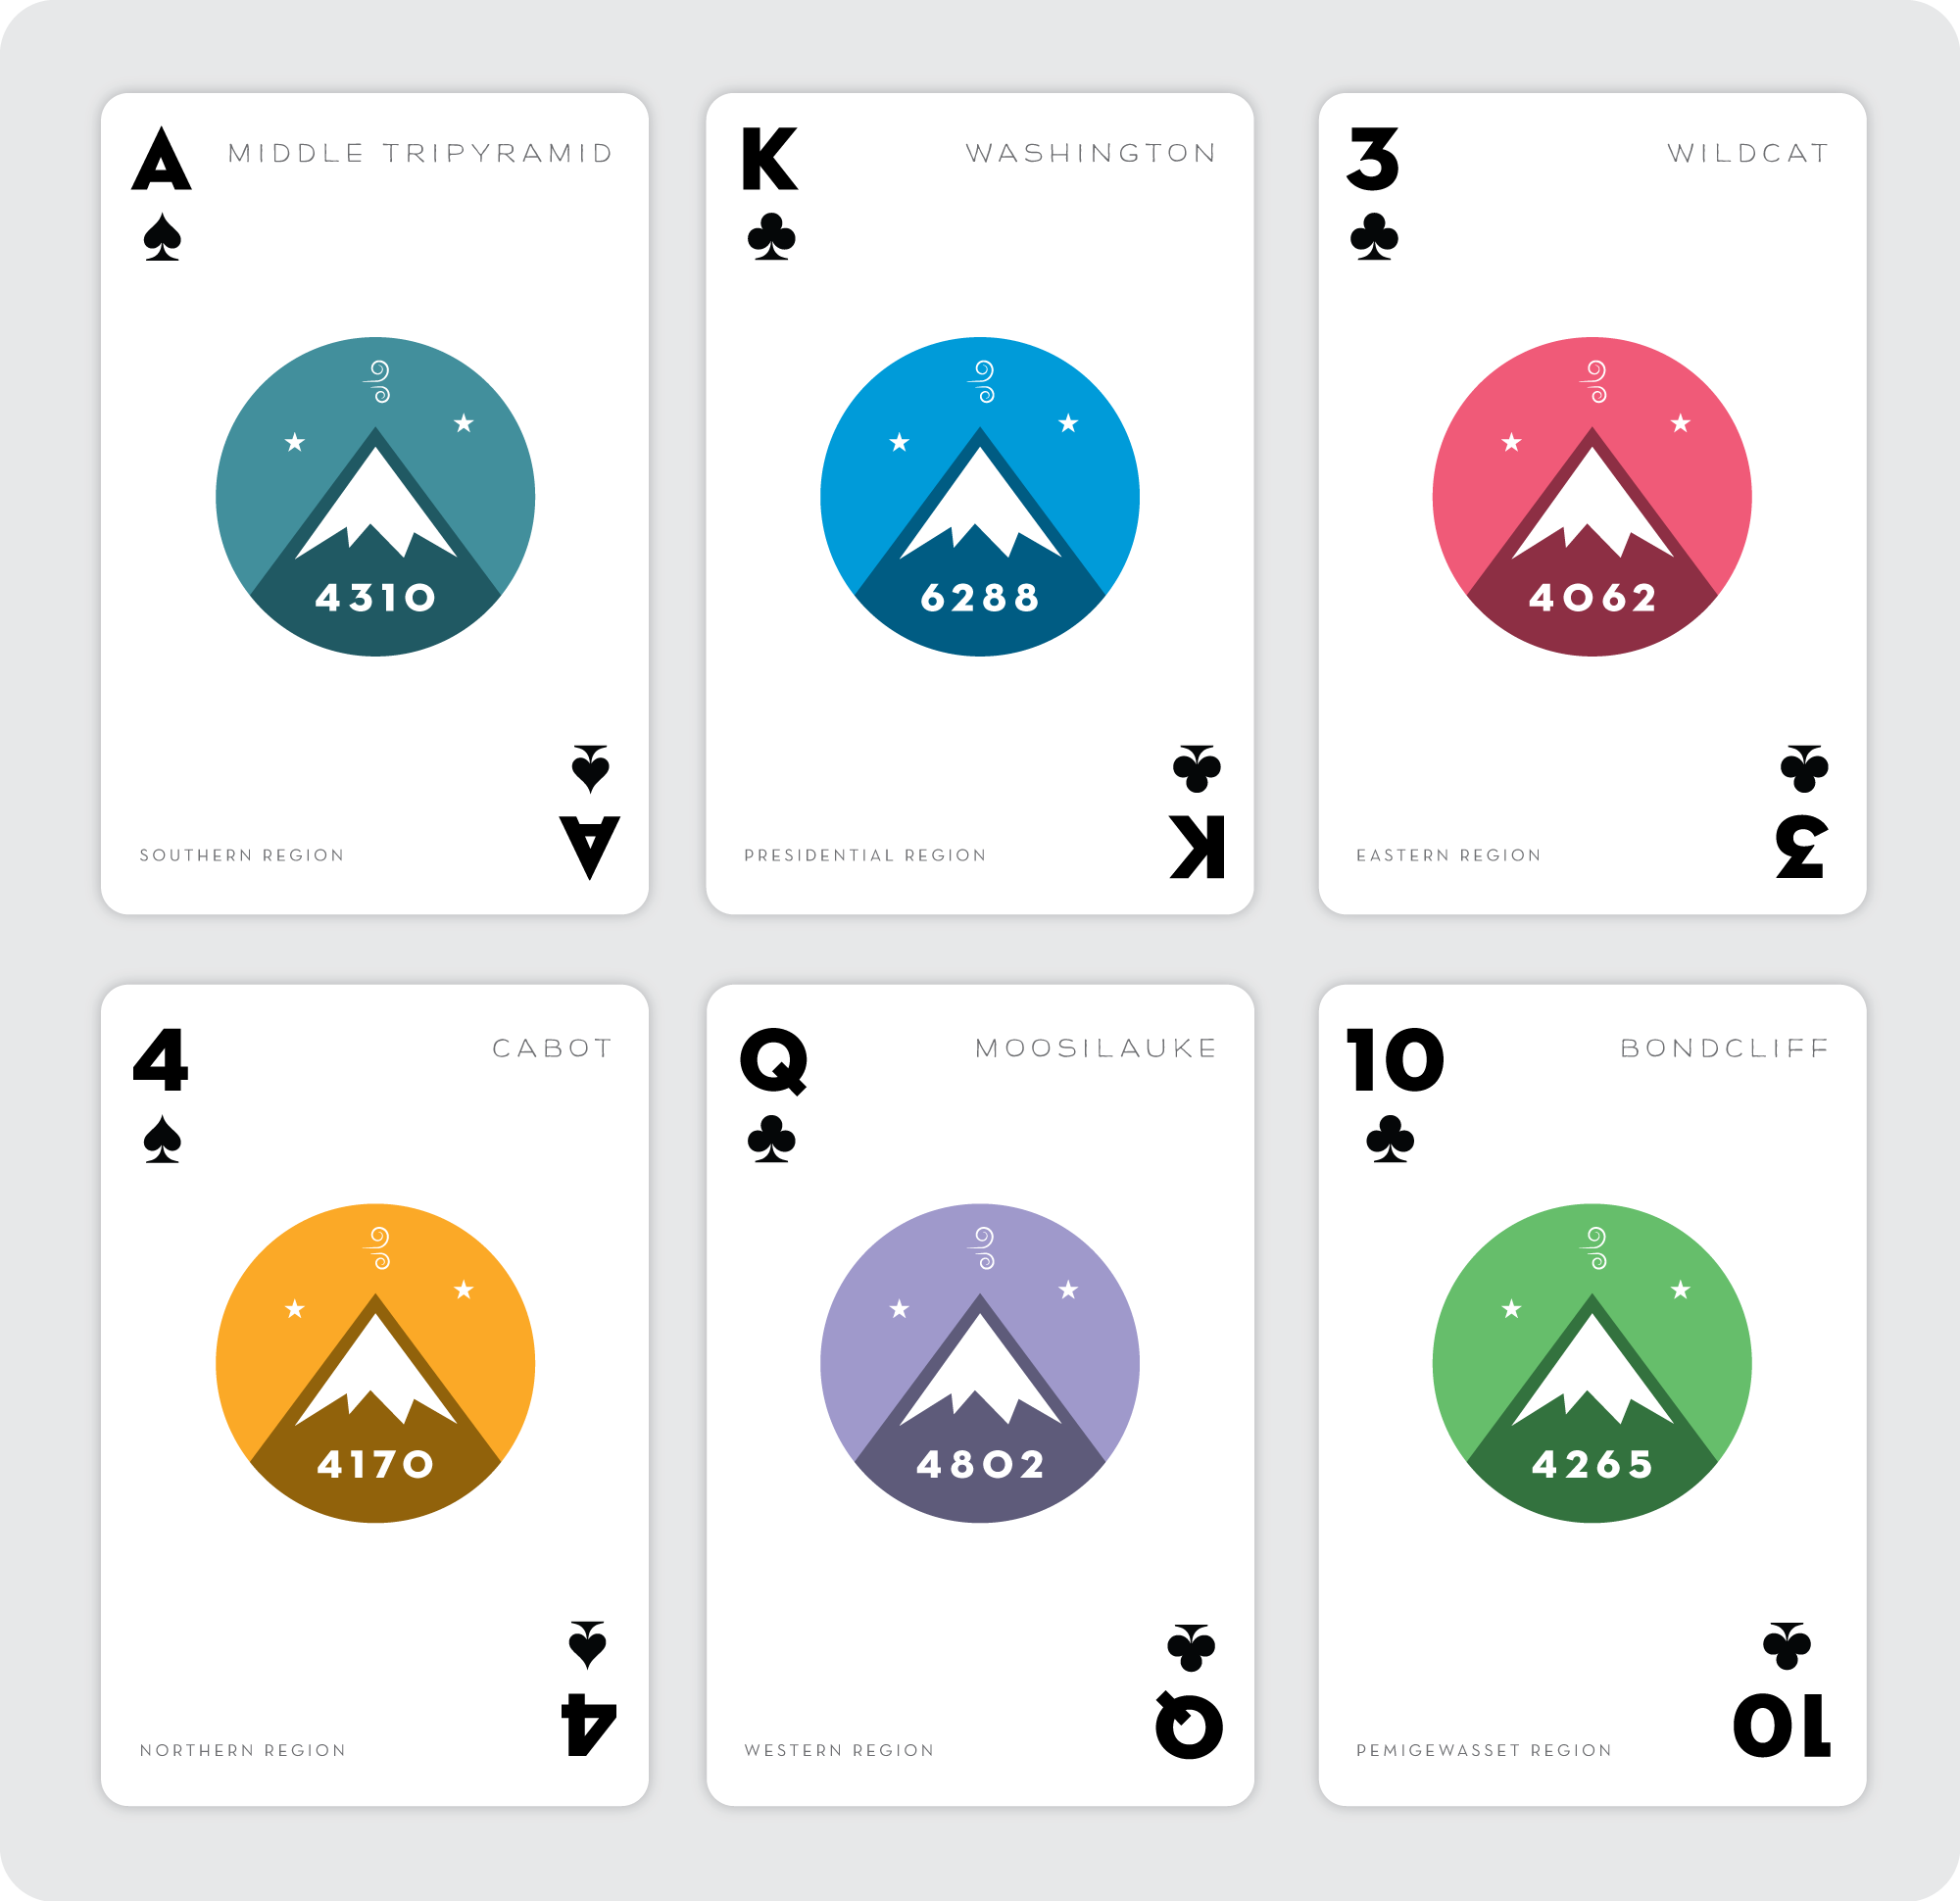 A
MIDDLE TRIPYRAMID
4310
SOUTHERN REGION
A
K
WASHINGTON
6288
PRESIDENTIAL REGION
K
3
WILDCAT
4062
EASTERN REGION
3
4
CABOT
4170
NORTHERN REGION
4
Q
MOOSILAUKE
4802
WESTERN REGION
Q
10
BONDCLIFF
4265
PEMIGEWASSET REGION
10